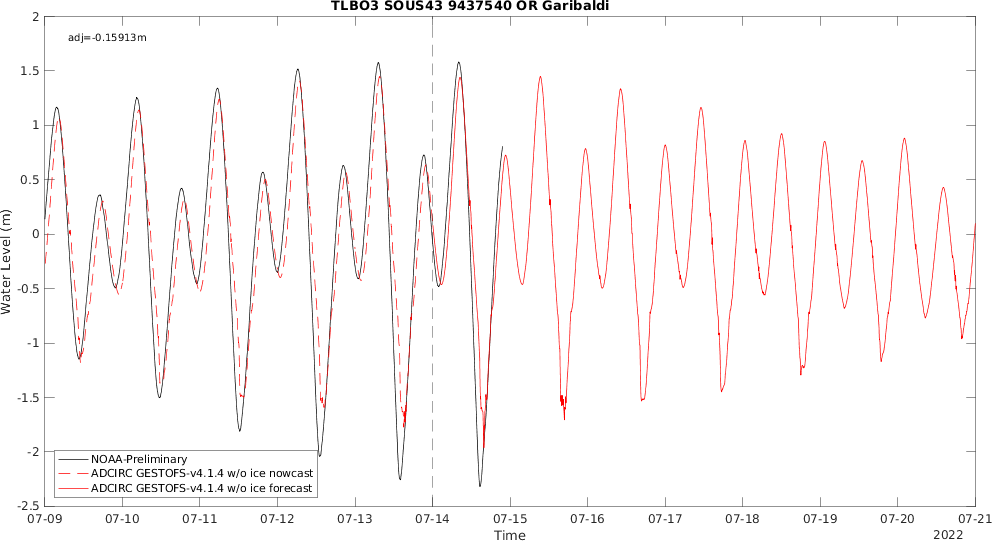 TLBO3 SOUS43 9437540 OR Garibaldi
adj=-0.15913m
2
1.5
1
0.5
0
-0.5
-1
-1.5
-2
-2.5
Water Level (m)
NOAA-Preliminary
ADCIRC GESTOFS-v4.1.4 w/o ice nowcast
ADCIRC GESTOFS-v4.1.4 w/o ice forecast
07-09 07-10 07-11 07-12 07-13 07-14 07-15 07-16 07-17 07-18 07-19 07-20 07-21
Time
2022